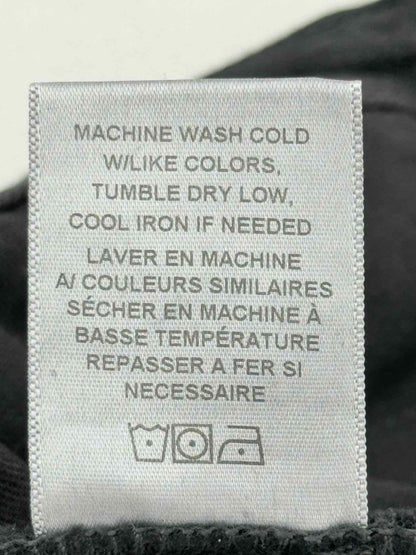 MACHINE WASH COLD
W/LIKE COLORS,
TUMBLE DRY LOW,
COOL IRON IF NEEDED
LAVER EN MACHINE
A/ COULEURS SIMILAIRES
SÉCHER EN MACHINE À
BASSE TEMPÉRATURE
REPASSER A FER SI
NECESSAIRE